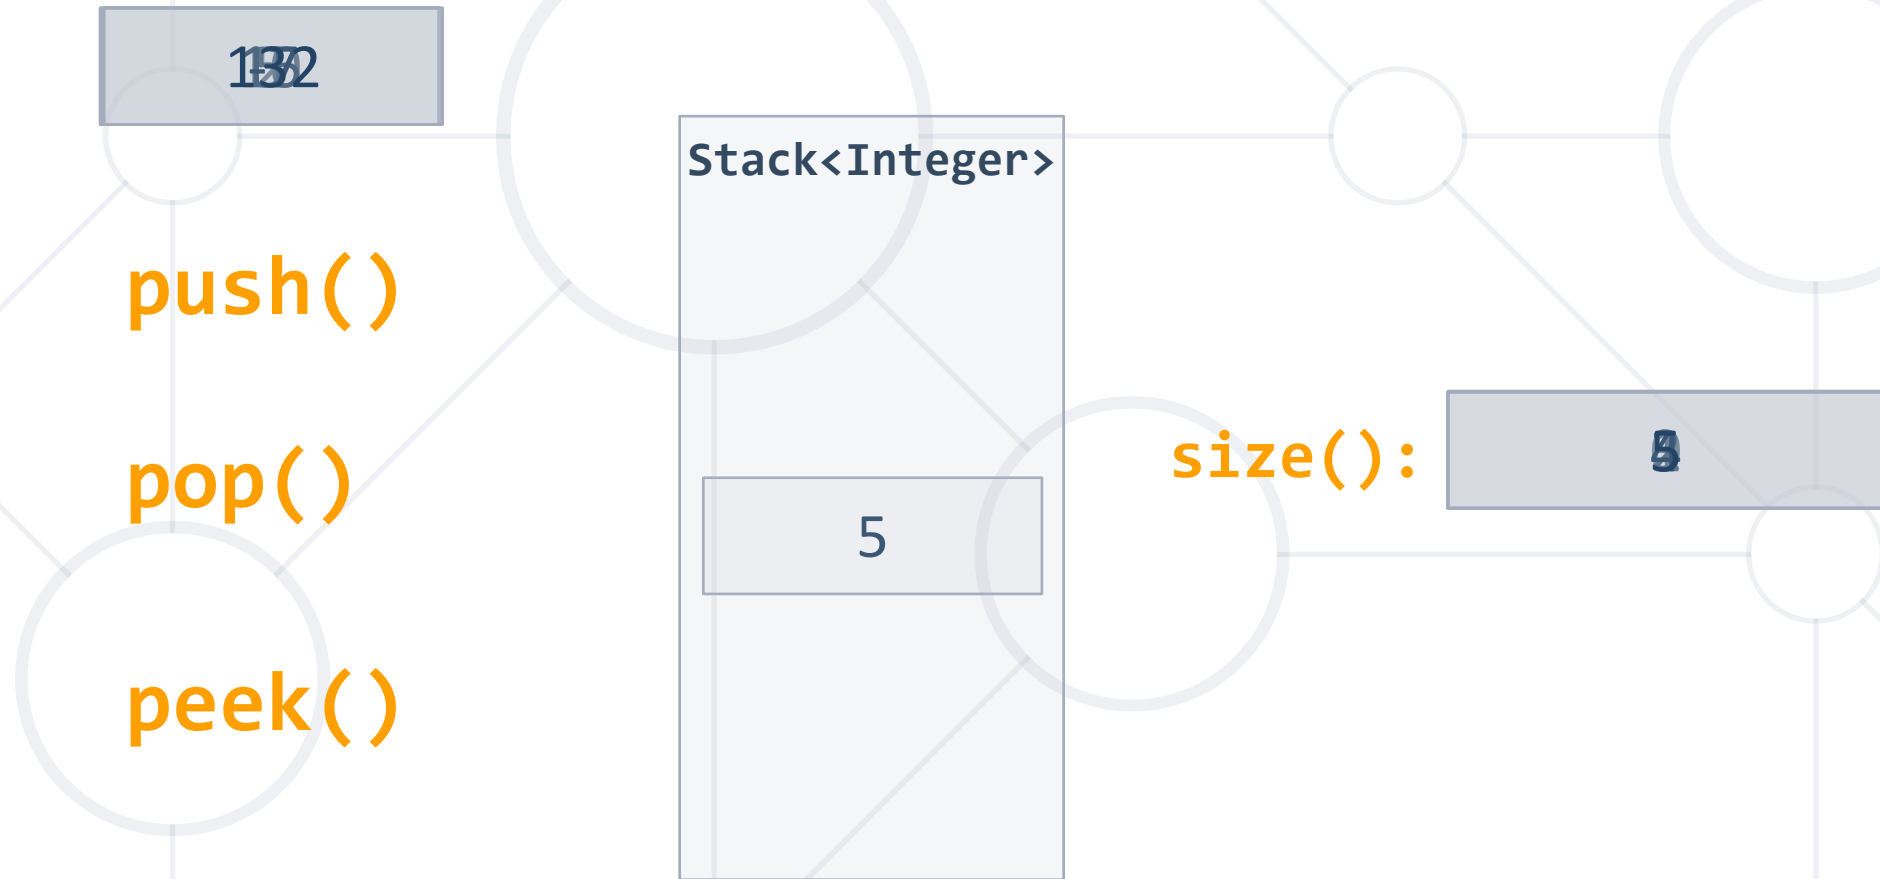 Stack<Integer>
push()
pop()
size():
5
peek()